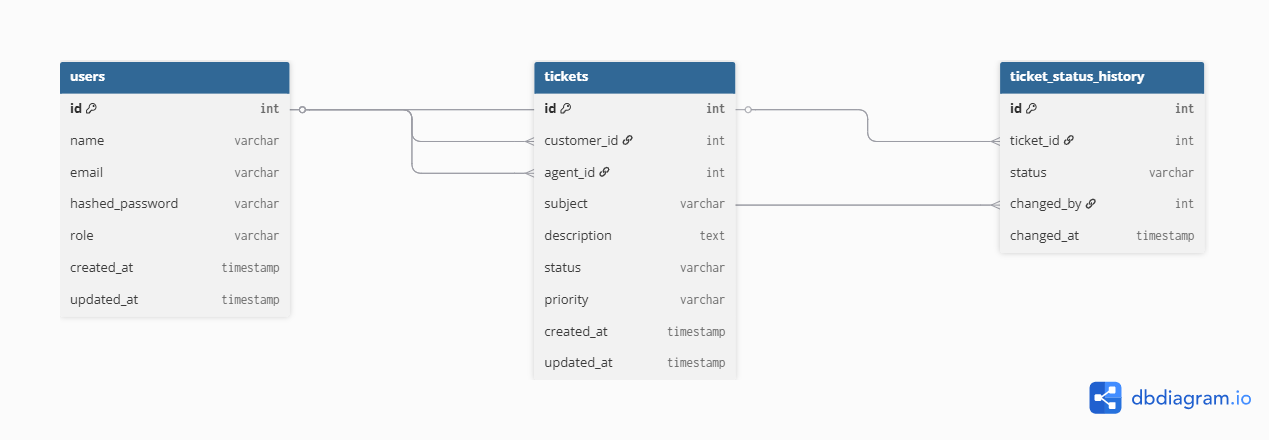 users
id int
name varchar
email varchar
hashed_password varchar
role varchar
created_at timestamp
updated_at timestamp
tickets
id int
customer_id int
agent_id int
subject varchar
description text
status varchar
priority varchar
created_at timestamp
updated_at timestamp
ticket_status_history
id int
ticket_id int
status varchar
changed_by int
changed_at timestamp
dbdiagram.io